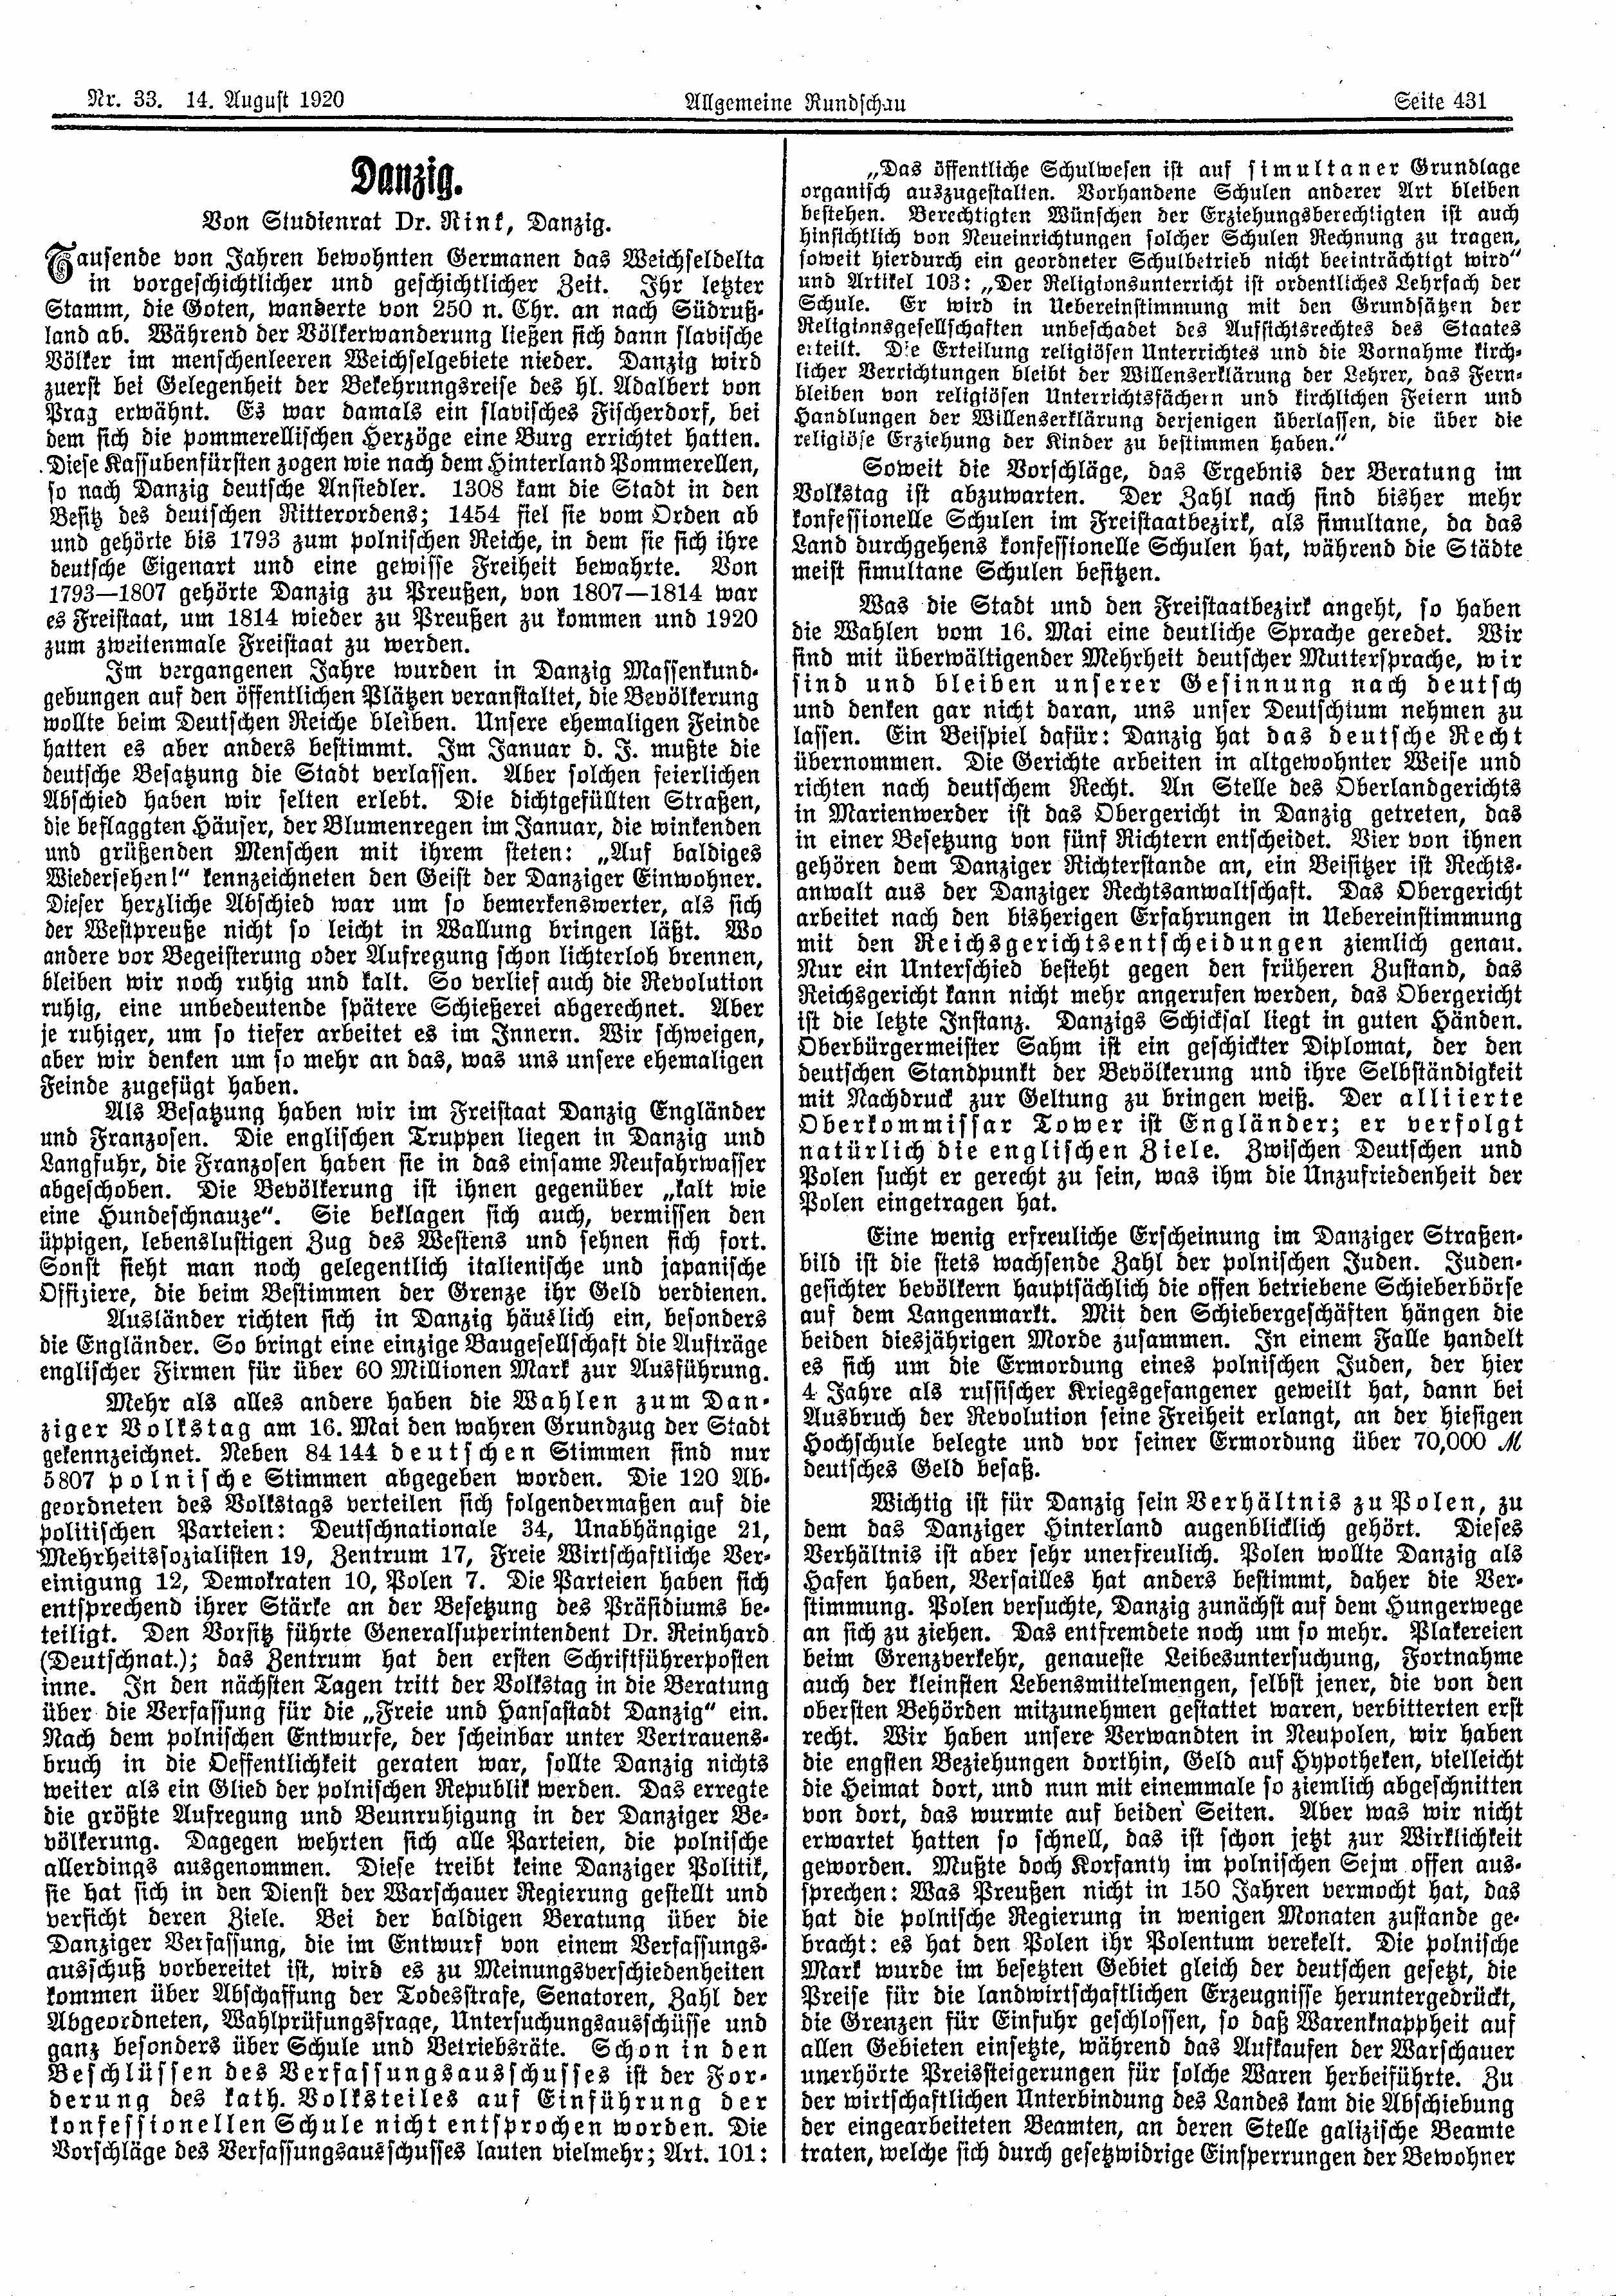 Nr. 33. 14. August 1920
Allgemeine Rundschau
Seite 431
Danzig.
Von Studienrat Dr. Rink, Danzig.
Tausende von Jahren bewohnten Germanen das Weichseldelta
in vorgeschichtlicher und geschichtlicher Zeit. Ihr letzter
Stamm, die Goten, wanderte von 250 n. Chr. an nach Südruß-
land ab. Während der Völkerwanderung ließen sich dann slavische
Völker im menschenleeren Weichselgebiete nieder. Danzig wird
zuerst bei Gelegenheit der Bekehrungsreise des hl. Adalbert von
Prag erwähnt. Es war damals ein slavisches Fischerdorf, bei
dem sich die pommerellischen Herzöge eine Burg errichtet hatten.
Diese Kassubenfürsten zogen wie nach dem Hinterland Pommerellen,
so nach Danzig deutsche Ansiedler. 1308 kam die Stadt in den
Besitz des deutschen Ritterordens; 1454 fiel sie vom Orden ab
und gehörte bis 1793 zum polnischen Reiche, in dem sie sich ihre
deutsche Eigenart und eine gewisse Freiheit bewahrte. Von
1793—1807 gehörte Danzig zu Preußen, von 1807—1814 war
es Freistaat, um 1814 wieder zu Preußen zu kommen und 1920
zum zweitenmale Freistaat zu werden.
Im vergangenen Jahre wurden in Danzig Massenkund-
gebungen auf den öffentlichen Plätzen veranstaltet, die Bevölkerung
wollte beim Deutschen Reiche bleiben. Unsere ehemaligen Feinde
hatten es aber anders bestimmt. Im Januar d. J. mußte die
deutsche Besatzung die Stadt verlassen. Aber solchen feierlichen
Abschied haben wir selten erlebt. Die dichtgefüllten Straßen,
die beflaggten Häuser, der Blumenregen im Januar, die winkenden
und grüßenden Menschen mit ihrem steten: „Auf baldiges
Wiedersehen!“ kennzeichneten den Geist der Danziger Einwohner.
Dieser herzliche Abschied war um so bemerkenswerter, als sich
der Westpreuße nicht so leicht in Wallung bringen läßt. Wo
andere vor Begeisterung oder Aufregung schon lichterloh brennen,
bleiben wir noch ruhig und kalt. So verlief auch die Revolution
ruhig, eine unbedeutende spätere Schießerei abgerechnet. Aber
je ruhiger, um so tiefer arbeitet es im Innern. Wir schweigen,
aber wir denken um so mehr an das, was uns unsere ehemaligen
Feinde zugefügt haben.
Als Besatzung haben wir im Freistaat Danzig Engländer
und Franzosen. Die englischen Truppen liegen in Danzig und
Langfuhr, die Franzosen haben sie in das einsame Neufahrwasser
abgeschoben. Die Bevölkerung ist ihnen gegenüber „kalt wie
eine Hundeschnauze“. Sie beklagen sich auch, vermissen den
üppigen, lebenslustigen Zug des Westens und sehnen sich fort.
Sonst sieht man noch gelegentlich italienische und japanische
Offiziere, die beim Bestimmen der Grenze ihr Geld verdienen.
Ausländer richten sich in Danzig häuslich ein, besonders
die Engländer. So bringt eine einzige Baugesellschaft die Aufträge
englischer Firmen für über 60 Millionen Mark zur Ausführung.
Mehr als alles andere haben die Wahlen zum Dan-
ziger Volkstag am 16. Mai den wahren Grundzug der Stadt
gekennzeichnet. Neben 84144 deutschen Stimmen sind nur
5807 polnische Stimmen abgegeben worden. Die 120 Ab-
geordneten des Volkstags verteilen sich folgendermaßen auf die
politischen Parteien: Deutschnationale 34, Unabhängige 21,
Mehrheitssozialisten 19, Zentrum 17, Freie Wirtschaftliche Ver-
einigung 12, Demokraten 10, Polen 7. Die Parteien haben sich
entsprechend ihrer Stärke an der Besetzung des Präsidiums be-
teiligt. Den Vorsitz führte Generalsuperintendent Dr. Reinhard
(Deutschnat.); das Zentrum hat den ersten Schriftführerposten
inne. In den nächsten Tagen tritt der Volkstag in die Beratung
über die Verfassung für die „Freie und Hansastadt Danzig“ ein.
Nach dem polnischen Entwurfe, der scheinbar unter Vertrauens-
bruch in die Oeffentlichkeit geraten war, sollte Danzig nichts
weiter als ein Glied der polnischen Republik werden. Das erregte
die größte Aufregung und Beunruhigung in der Danziger Be-
völkerung. Dagegen wehrten sich alle Parteien, die polnische
allerdings ausgenommen. Diese treibt keine Danziger Politik,
sie hat sich in den Dienst der Warschauer Regierung gestellt und
verficht deren Ziele. Bei der baldigen Beratung über die
Danziger Verfassung, die im Entwurf von einem Verfassungs-
ausschuß vorbereitet ist, wird es zu Meinungsverschiedenheiten
kommen über Abschaffung der Todesstrafe, Senatoren, Zahl der
Abgeordneten, Wahlprüfungsfrage, Untersuchungsausschüsse und
ganz besonders über Schule und Betriebsräte. Schon in den
Beschlüssen des Verfassungsausschusses ist der For-
derung des kath. Volksteiles auf Einführung der
konfessionellen Schule nicht entsprochen worden. Die
Vorschläge des Verfassungsausschusses lauten vielmehr; Art. 101:
„Das öffentliche Schulwesen ist auf simultaner Grundlage
organisch auszugestalten. Vorhandene Schulen anderer Art bleiben
bestehen. Berechtigten Wünschen der Erziehungsberechtigten ist auch
hinsichtlich von Neueinrichtungen solcher Schulen Rechnung zu tragen,
soweit hierdurch ein geordneter Schulbetrieb nicht beeinträchtigt wird“
und Artikel 103: „Der Religionsunterricht ist ordentliches Lehrfach der
Schule. Er wird in Uebereinstimmung mit den Grundsätzen der
Religionsgesellschaften unbeschadet des Aufsichtsrechtes des Staates
erteilt. Die Erteilung religiösen Unterrichtes und die Vornahme kirch-
licher Verrichtungen bleibt der Willenserklärung der Lehrer, das Fern-
bleiben von religiösen Unterrichtsfächern und kirchlichen Feiern und
Handlungen der Willenserklärung derjenigen überlassen, die über die
religiöse Erziehung der Kinder zu bestimmen haben.“
Soweit die Vorschläge, das Ergebnis der Beratung im
Volkstag ist abzuwarten. Der Zahl nach sind bisher mehr
konfessionelle Schulen im Freistaatbezirk, als simultane, da das
Land durchgehens konfessionelle Schulen hat, während die Städte
meist simultane Schulen besitzen.
Was die Stadt und den Freistaatbezirk angeht, so haben
die Wahlen vom 16. Mai eine deutliche Sprache geredet. Wir
sind mit überwältigender Mehrheit deutscher Muttersprache, wir
sind und bleiben unserer Gesinnung nach deutsch
und denken gar nicht daran, uns unser Deutschtum nehmen zu
lassen. Ein Beispiel dafür: Danzig hat das deutsche Recht
übernommen. Die Gerichte arbeiten in altgewohnter Weise und
richten nach deutschem Recht. An Stelle des Oberlandgerichts
in Marienwerder ist das Obergericht in Danzig getreten, das
in einer Besetzung von fünf Richtern entscheidet. Vier von ihnen
gehören dem Danziger Richterstande an, ein Beisitzer ist Rechts-
anwalt aus der Danziger Rechtsanwaltschaft. Das Obergericht
arbeitet nach den bisherigen Erfahrungen in Uebereinstimmung
mit den Reichsgerichtsentscheidungen ziemlich genau.
Nur ein Unterschied besteht gegen den früheren Zustand, das
Reichsgericht kann nicht mehr angerufen werden, das Obergericht
ist die letzte Instanz. Danzigs Schicksal liegt in guten Händen.
Oberbürgermeister Sahm ist ein geschickter Diplomat, der den
deutschen Standpunkt der Bevölkerung und ihre Selbständigkeit
mit Nachdruck zur Geltung zu bringen weiß. Der alliierte
Oberkommissar Tower ist Engländer; er verfolgt
natürlich die englischen Ziele. Zwischen Deutschen und
Polen sucht er gerecht zu sein, was ihm die Unzufriedenheit der
Polen eingetragen hat.
Eine wenig erfreuliche Erscheinung im Danziger Straßen-
bild ist die stets wachsende Zahl der polnischen Juden. Juden-
gesichter bevölkern hauptsächlich die offen betriebene Schieberbörse
auf dem Langenmarkt. Mit den Schiebergeschäften hängen die
beiden diesjährigen Morde zusammen. In einem Falle handelt
es sich um die Ermordung eines polnischen Juden, der hier
4 Jahre als russischer Kriegsgefangener geweilt hat, dann bei
Ausbruch der Revolution seine Freiheit erlangt, an der hiesigen
Hochschule belegte und vor seiner Ermordung über 70,000 M
deutsches Geld besaß.
Wichtig ist für Danzig sein Verhältnis zu Polen, zu
dem das Danziger Hinterland augenblicklich gehört. Dieses
Verhältnis ist aber sehr unerfreulich. Polen wollte Danzig als
Hafen haben, Versailles hat anders bestimmt, daher die Ver-
stimmung. Polen versuchte, Danzig zunächst auf dem Hungerwege
an sich zu ziehen. Das entfremdete noch um so mehr. Plakereien
beim Grenzverkehr, genaueste Leibesuntersuchung, Fortnahme
auch der kleinsten Lebensmittelmengen, selbst jener, die von den
obersten Behörden mitzunehmen gestattet waren, verbitterten erst
recht. Wir haben unsere Verwandten in Neupolen, wir haben
die engsten Beziehungen dorthin, Geld auf Hypotheken, vielleicht
die Heimat dort, und nun mit einemmale so ziemlich abgeschnitten
von dort, das wurmte auf beiden Seiten. Aber was wir nicht
erwartet hatten so schnell, das ist schon jetzt zur Wirklichkeit
geworden. Mußte doch Korfanty im polnischen Sejm offen aus-
sprechen: Was Preußen nicht in 150 Jahren vermocht hat, das
hat die polnische Regierung in wenigen Monaten zustande ge-
bracht: es hat den Polen ihr Polentum verekelt. Die polnische
Mark wurde im besetzten Gebiet gleich der deutschen gesetzt, die
Preise für die landwirtschaftlichen Erzeugnisse heruntergedrückt,
die Grenzen für Einfuhr geschlossen, so daß Warenknappheit auf
allen Gebieten einsetzte, während das Aufkaufen der Warschauer
unerhörte Preissteigerungen für solche Waren herbeiführte. Zu
der wirtschaftlichen Unterbindung des Landes kam die Abschiebung
der eingearbeiteten Beamten, an deren Stelle galizische Beamte
traten, welche sich durch gesetzwidrige Einsperrungen der Bewohner